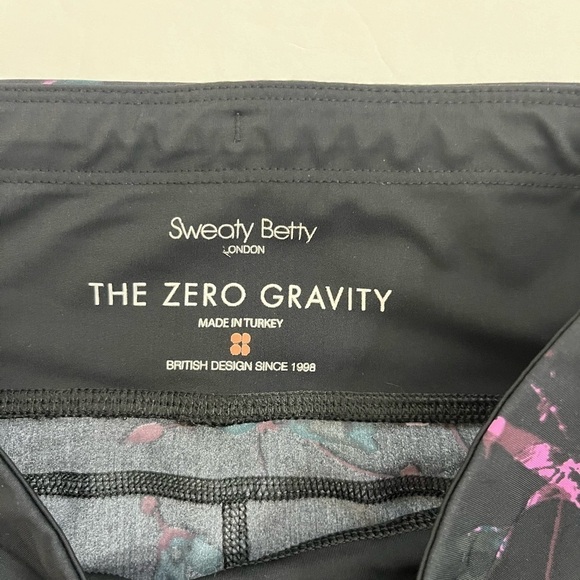 Sweaty Betty
LONDON
THE ZERO GRAVITY
MADE IN TURKEY
BRITISH DESIGN SINCE 1998